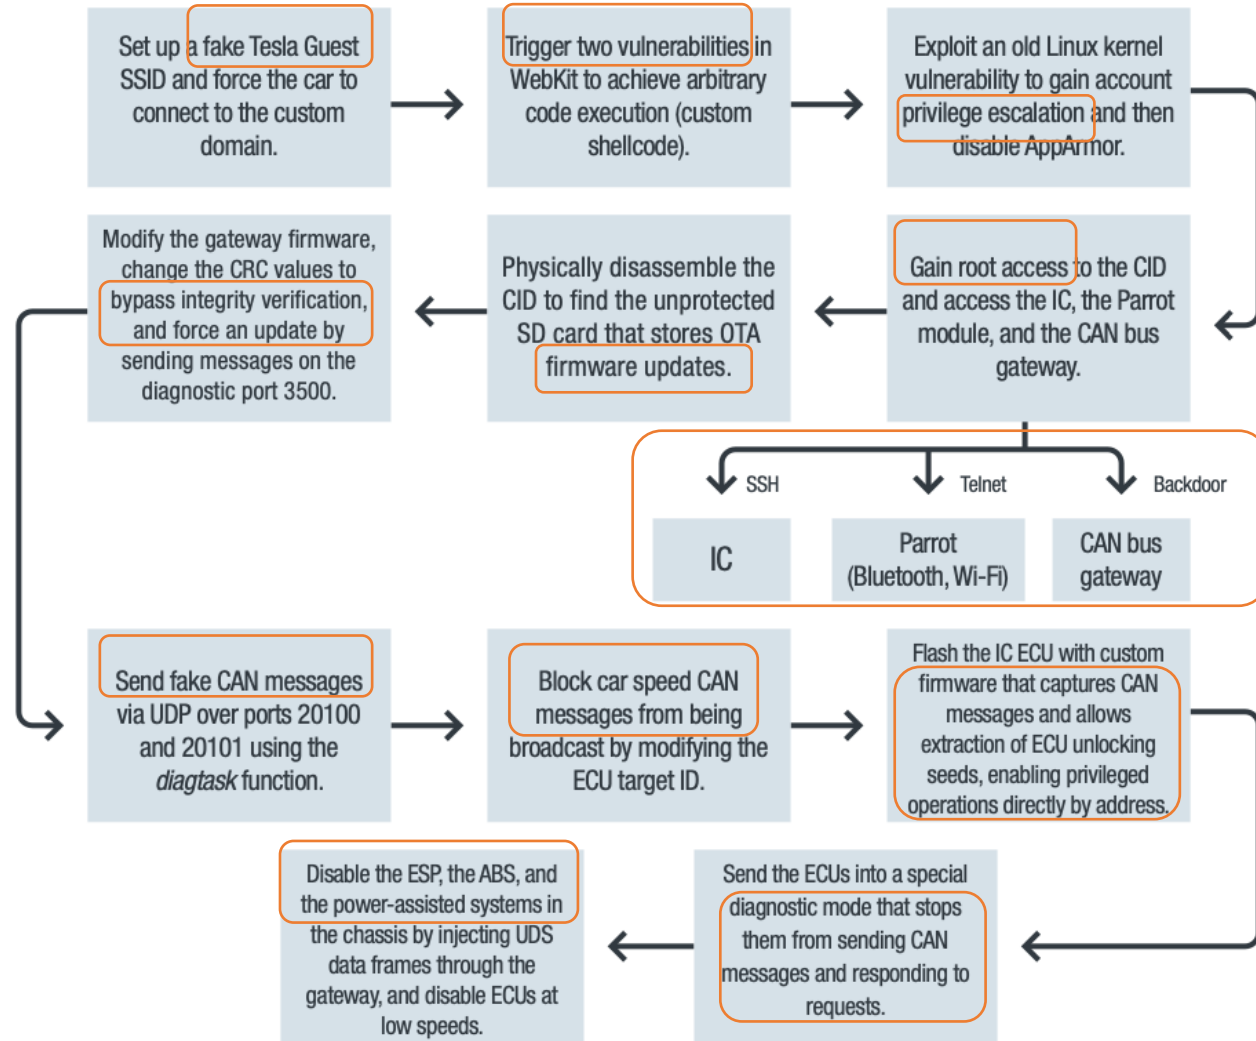 Set up a fake Tesla Guest
SSID and force the car to
connect to the custom
domain.
Trigger two vulnerabilities in
WebKit to achieve arbitrary
code execution (custom
shellcode).
Exploit an old Linux kernel
vulnerability to gain account
privilege escalation and then
disable AppArmor.
Gain root access to the CID
and access the IC, the Parrot
module, and the CAN bus
gateway.
SSH
Telnet
Backdoor
IC
Parrot
(Bluetooth, Wi-Fi)
CAN bus
gateway
Physically disassemble the
CID to find the unprotected
SD card that stores OTA
firmware updates.
Modify the gateway firmware,
change the CRC values to
bypass integrity verification,
and force an update by
sending messages on the
diagnostic port 3500.
Send fake CAN messages
via UDP over ports 20100
and 20101 using the
diagtask function.
Block car speed CAN
messages from being
broadcast by modifying the
ECU target ID.
Flash the IC ECU with custom
firmware that captures CAN
messages and allows
extraction of ECU unlocking
seeds, enabling privileged
operations directly by address.
Send the ECUs into a special
diagnostic mode that stops
them from sending CAN
messages and responding to
requests.
Disable the ESP, the ABS, and
the power-assisted systems in
the chassis by injecting UDS
data frames through the
gateway, and disable ECUs at
low speeds.